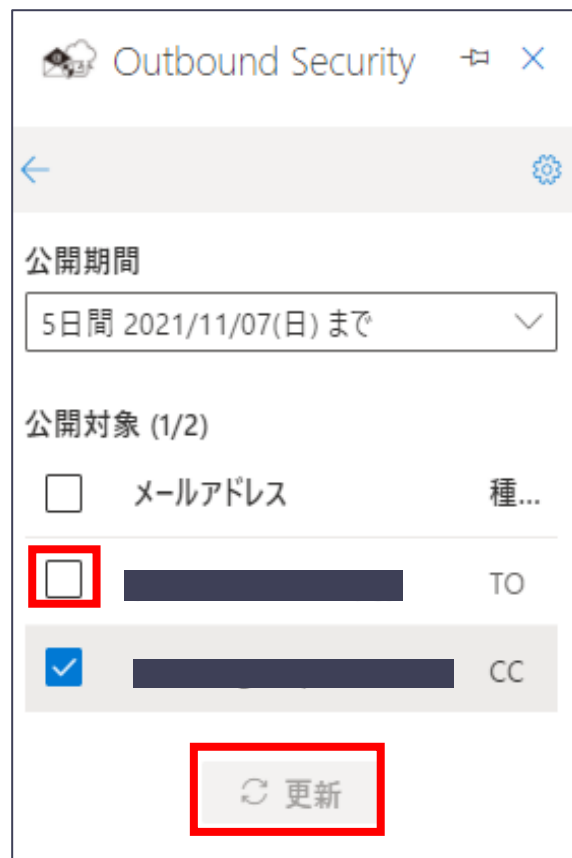 Outbound Security
公開期間
5日間 2021/11/07(日) まで
公開対象 (1/2)
メールアドレス 種...
TO
CC
更新